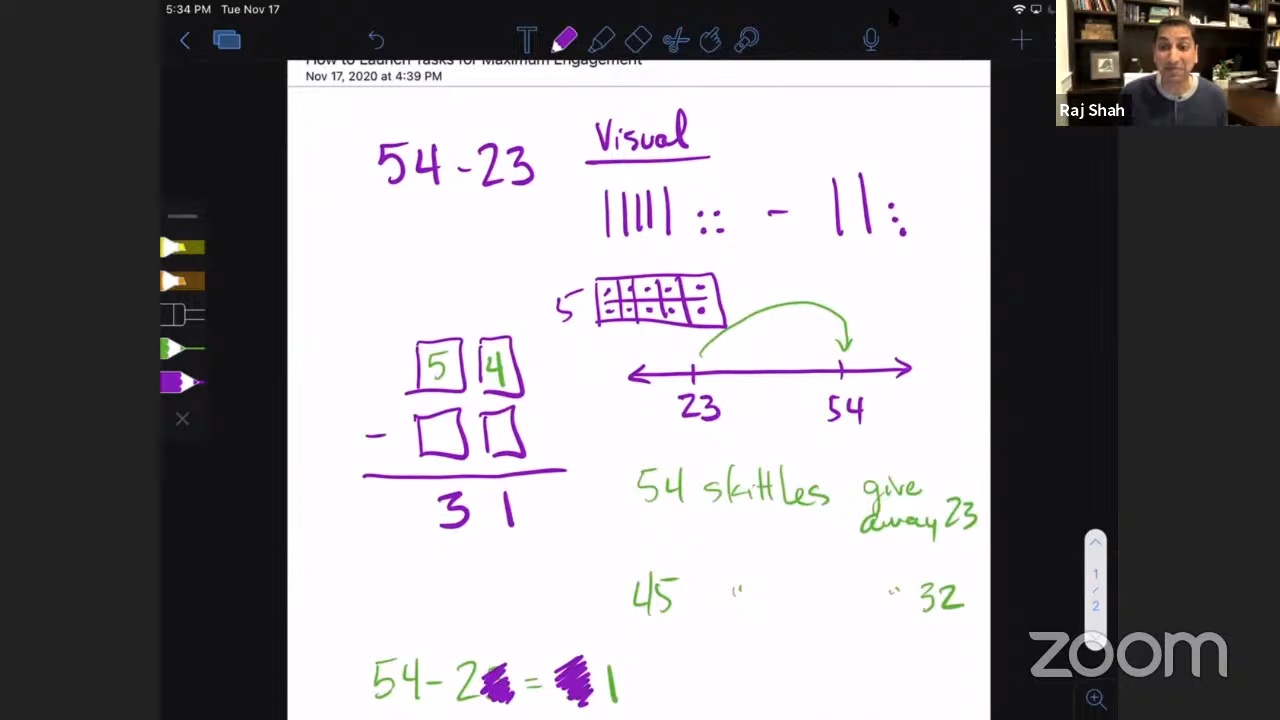 5:34 PM Tue Nov 17
How to Launch Tasks for Maximum Engagement
Nov 17, 2020 at 4:39 PM
Raj Shah
54 - 23
Visual
-
5
5 4
-
3 1
23 54
54 skittles give away 23
45 " " 32
54 - 2 = 1
1
/
2
zoom